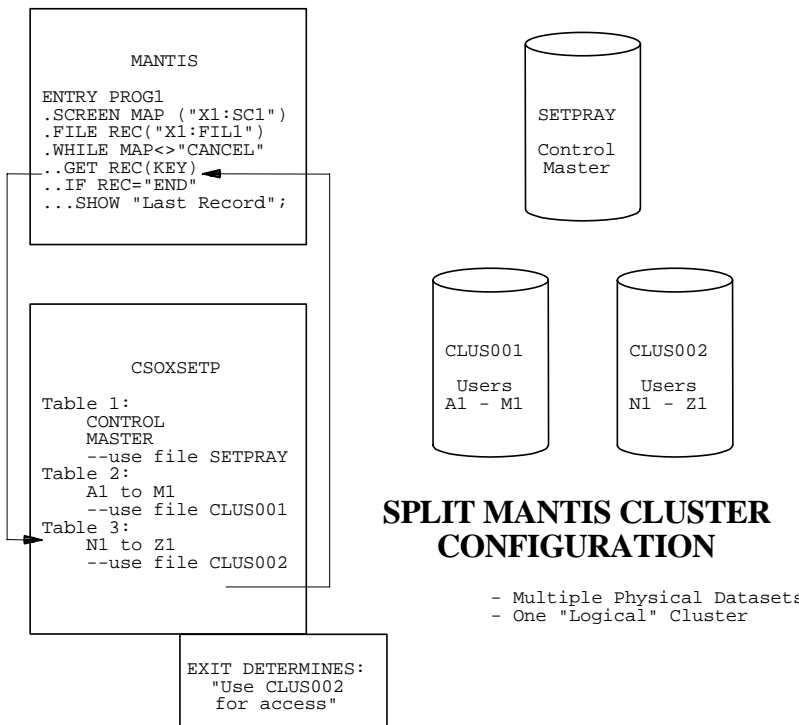 MANTIS
ENTRY PROG1
.SCREEN MAP ("X1:SC1")
.FILE REC("X1:FIL1")
.WHILE MAP<>"CANCEL"
..GET REC(KEY)
..IF REC="END"
...SHOW "Last Record";
CSOXSETP
Table 1:
CONTROL
MASTER
--use file SETPRAY
Table 2:
A1 to M1
--use file CLUS001
Table 3:
N1 to Z1
--use file CLUS002
EXIT DETERMINES:
"Use CLUS002
for access"
SETPRAY
Control
Master
CLUS001
Users
A1 - M1
CLUS002
Users
N1 - Z1
SPLIT MANTIS CLUSTER
CONFIGURATION
- Multiple Physical Datasets
- One "Logical" Cluster